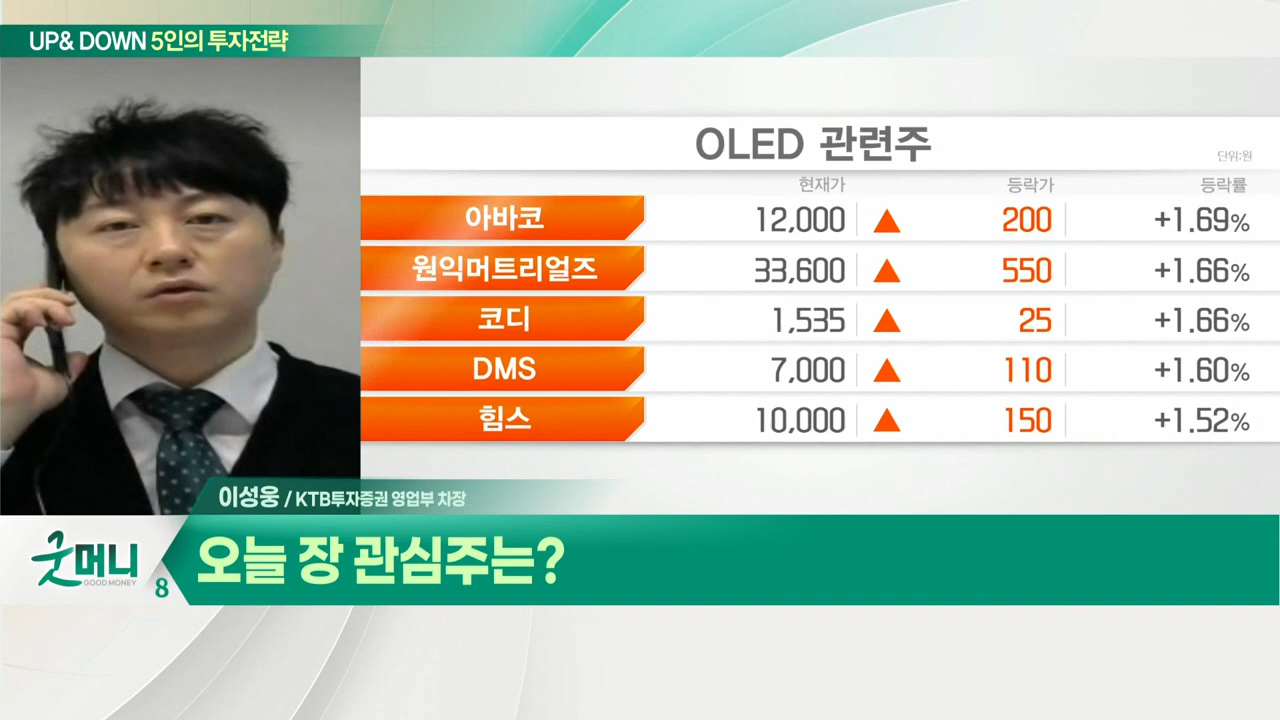 UP& DOWN 5인의 투자전략
OLED 관련주
단위:원
현재가 등락가 등락률
아바코 12,000 ▲ 200 +1.69%
원익머트리얼즈 33,600 ▲ 550 +1.66%
코디 1,535 ▲ 25 +1.66%
DMS 7,000 ▲ 110 +1.60%
힘스 10,000 ▲ 150 +1.52%
이성웅 / KTB투자증권 영업부 차장
굿머니
GOOD MONEY
8
오늘 장 관심주는?